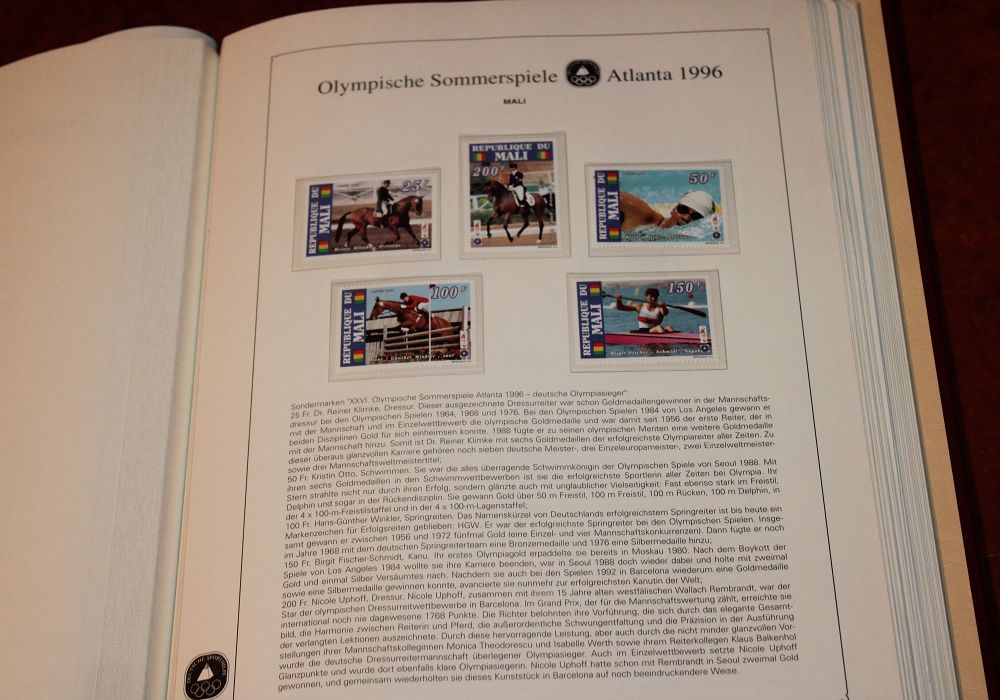 Olympische Sommerspiele Atlanta 1996
MALI
REPUBLIQUE DU
MALI
200F
REPUBLIQUE DU
MALI
25F
Reiner Klimke, dressage
REPUBLIQUE DU
MALI
50F
REPUBLIQUE DU
MALI
100F
Hans-Günther Winkler, saut
REPUBLIQUE DU
MALI
150F
Birgit Fischer-Schmidt, kayak
Sondermarken "XXVI. Olympische Sommerspiele Atlanta 1996 – deutsche Olympiasieger":
25 Fr. Dr. Reiner Klimke, Dressur. Dieser ausgezeichnete Dressurreiter war schon Goldmedaillengewinner in der Mannschafts-
dressur bei den Olympischen Spielen 1964, 1968 und 1976. Bei den Olympischen Spielen 1984 von Los Angeles gewann er
mit der Mannschaft und im Einzelwettbewerb die olympische Goldmedaille und war damit seit 1956 der erste Reiter, der in
beiden Disziplinen Gold für sich einheimsen konnte. 1988 fügte er zu seinen olympischen Meriten eine weitere Goldmedaille
mit der Mannschaft hinzu. Somit ist Dr. Reiner Klimke mit sechs Goldmedaillen der erfolgreichste Olympiareiter aller Zeiten. Zu
dieser überaus glanzvollen Karriere gehören noch sieben deutsche Meister-, drei Einzeleuropameister-, zwei Einzelweltmeister-
sowie drei Mannschaftsweltmeistertitel;
50 Fr. Kristin Otto, Schwimmen. Sie war die alles überragende Schwimmkönigin der Olympischen Spiele von Seoul 1988. Mit
ihren sechs Goldmedaillen in den Schwimmwettbewerben ist sie die erfolgreichste Sportlerin aller Zeiten bei Olympia. Ihr
Stern strahlte nicht nur durch ihren Erfolg, sondern glänzte auch mit unglaublicher Vielseitigkeit: Fast ebenso stark im Freistil,
Delphin und sogar in der Rückendisziplin. Sie gewann Gold über 50 m Freistil, 100 m Freistil, 100 m Rücken, 100 m Delphin, in
der 4 x 100-m-Freistilstaffel und in der 4 x 100-m-Lagenstaffel;
100 Fr. Hans-Günther Winkler, Springreiten. Das Namenskürzel von Deutschlands erfolgreichstem Springreiter ist bis heute ein
Markenzeichen für Erfolgsreiten geblieben: HGW. Er war der erfolgreichste Springreiter bei den Olympischen Spielen. Insge-
samt gewann er zwischen 1956 und 1972 fünfmal Gold (eine Einzel- und vier Mannschaftskonkurrenzen). Dann fügte er noch
im Jahre 1968 mit dem deutschen Springreiterteam eine Bronzemedaille und 1976 eine Silbermedaille hinzu;
150 Fr. Birgit Fischer-Schmidt, Kanu. Ihr erstes Olympiagold erpaddelte sie bereits in Moskau 1980. Nach dem Boykott der
Spiele von Los Angeles 1984 wollte sie ihre Karriere beenden, war in Seoul 1988 doch wieder dabei und holte mit zweimal
Gold und einmal Silber Versäumtes nach. Nachdem sie auch bei den Spielen 1992 in Barcelona wiederum eine Goldmedaille
sowie eine Silbermedaille gewinnen konnte, avancierte sie nunmehr zur erfolgreichsten Kanutin der Welt;
200 Fr. Nicole Uphoff, Dressur. Nicole Uphoff, zusammen mit ihrem 15 Jahre alten westfälischen Wallach Rembrandt, war der
Star der olympischen Dressurreitwettbewerbe in Barcelona. Im Grand Prix, der für die Mannschaftswertung zählt, erreichte sie
international noch nie dagewesene 1768 Punkte. Die Richter belohnten ihre Vorführung, die sich durch das elegante Gesamt-
bild, die Harmonie zwischen Reiterin und Pferd, die außerordentliche Schwungentfaltung und die Präzision in der Ausführung
der verlangten Lektionen auszeichnete. Durch diese hervorragende Leistung, aber auch durch die nicht minder glanzvollen Vor-
stellungen ihrer Mannschaftskolleginnen Monica Theodorescu und Isabelle Werth sowie ihrem Reiterkollegen Klaus Balkenhol
wurde die deutsche Dressurreitermannschaft überlegener Olympiasieger. Auch im Einzelwettbewerb setzte Nicole Uphoff
Glanzpunkte und wurde dort ebenfalls klare Olympiasiegerin. Nicole Uphoff hatte schon mit Rembrandt in Seoul zweimal Gold
gewonnen, und gemeinsam wiederholten sie dieses Kunststück in Barcelona auf noch beeindruckendere Weise.